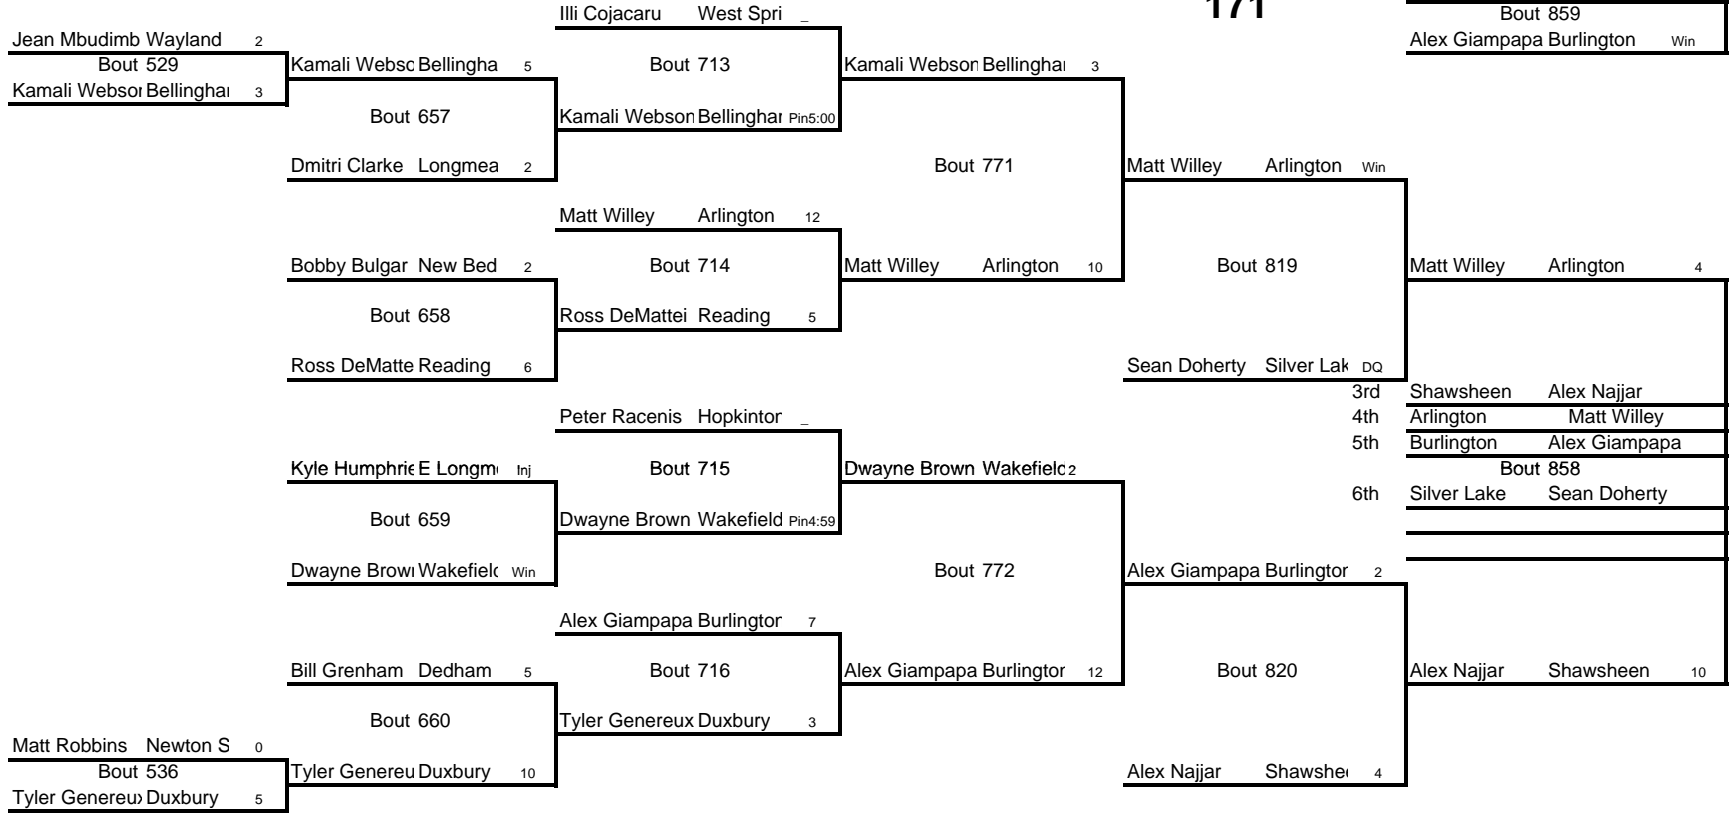 171
Illi Cojacaru West Spri _
Bout 859
Jean Mbudimb Wayland 2
Alex Giampapa Burlington Win
Bout 529 Kamali Websc Bellingha 5 Bout 713 Kamali Webson Bellinghai 3
Kamali Websor Bellinghai 3
Bout 657 Kamali Webson Bellinghar Pin5:00
Dmitri Clarke Longmea 2 Bout 771 Matt Willey Arlington Win
Matt Willey Arlington 12
Bobby Bulgar New Bed 2 Bout 714 Matt Willey Arlington 10 Bout 819 Matt Willey Arlington 4
Bout 658 Ross DeMattei Reading 5
Ross DeMatte Reading 6 Sean Doherty Silver Lak DQ
3rd Shawsheen Alex Najjar
Peter Racenis Hopkintor _ 4th Arlington Matt Willey
5th Burlington Alex Giampapa
Kyle Humphrie E Longm Inj Bout 715 Dwayne Brown Wakefielc 2 Bout 858
6th Silver Lake Sean Doherty
Bout 659 Dwayne Brown Wakefield Pin4:59
Dwayne Brow Wakefielc Win Bout 772 Alex Giampapa Burlingtor 2
Alex Giampapa Burlingtor 7
Bill Grenham Dedham 5 Bout 716 Alex Giampapa Burlingtor 12 Bout 820 Alex Najjar Shawsheen 10
Bout 660 Tyler Genereux Duxbury 3
Matt Robbins Newton S 0
Bout 536 Tyler Genereu Duxbury 10 Alex Najjar Shawshe 4
Tyler Genereux Duxbury 5